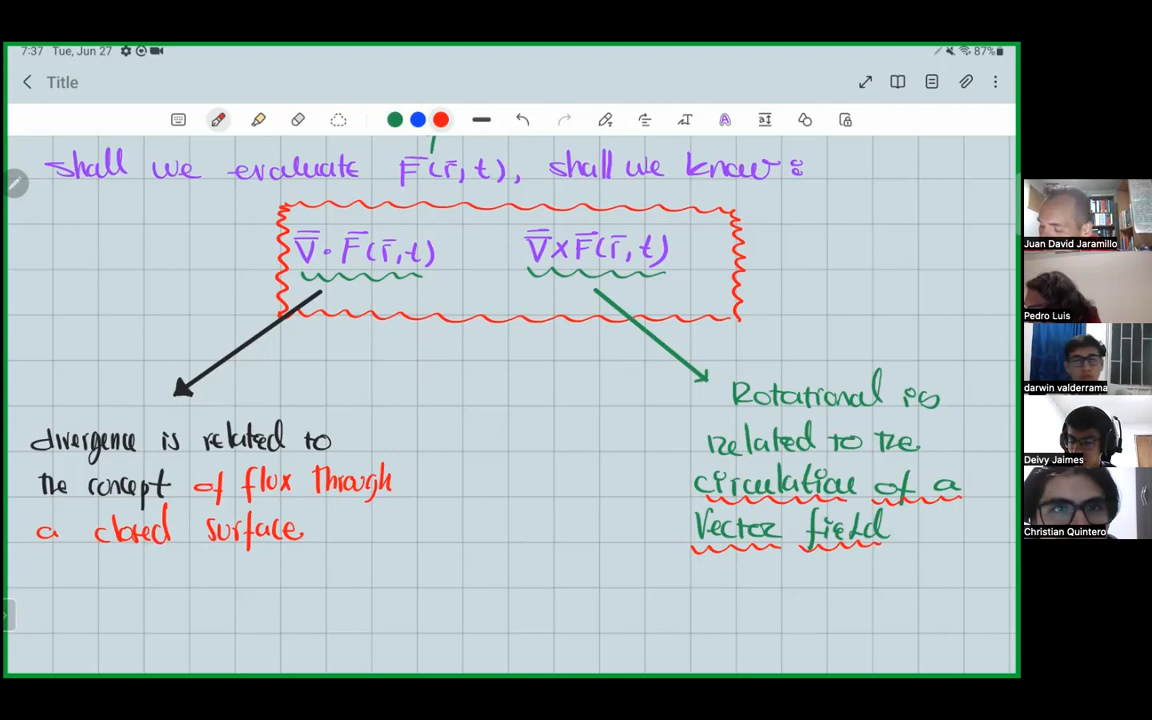 7:37 Tue, Jun 27
87%
Title
Shall we evaluate F̅(r̅,t), shall we know:
∇̅·F̅(r̅,t) ∇̅xF̅(r̅,t)
Rotational is
divergence is related to
related to the
the concept of flux through
circulation of a
a closed surface
vector field
Juan David Jaramillo
Pedro Luis
darwin valderrama
Deivy Jaimes
Christian Quintero